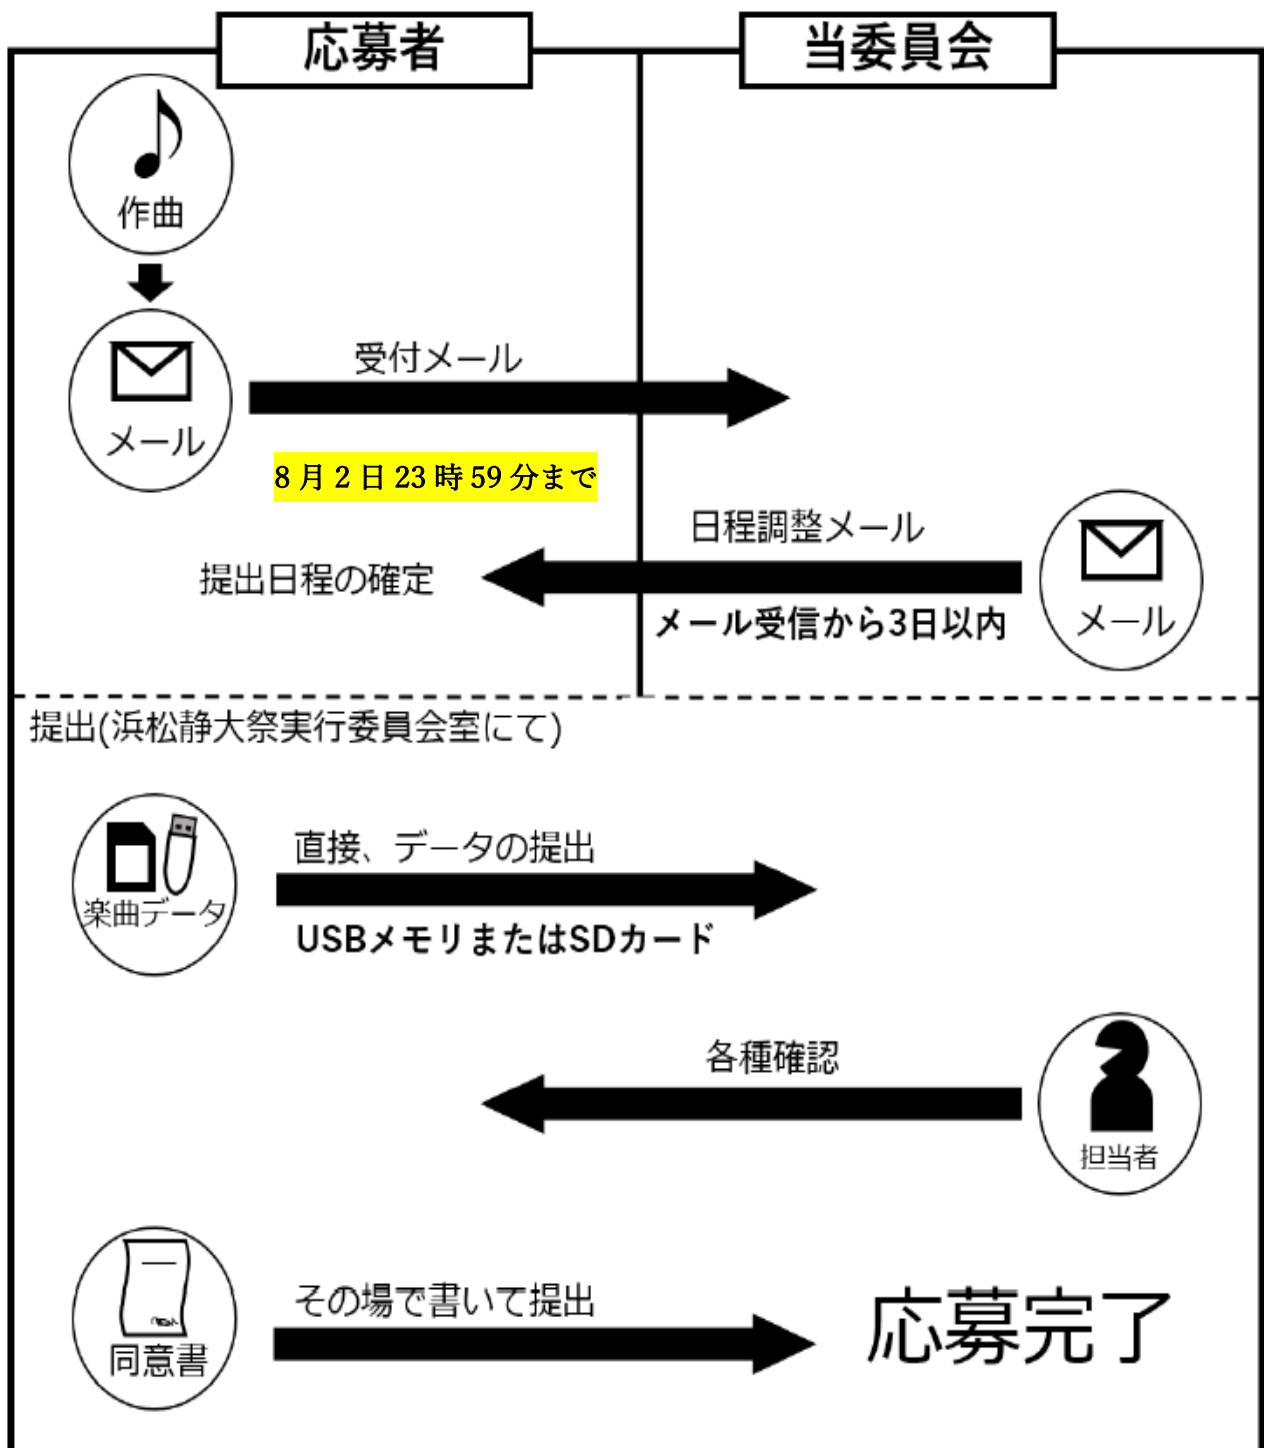 応募者
当委員会
作曲
受付メール
メール
8月2日23時59分まで
日程調整メール
提出日程の確定
メール受信から3日以内
メール
提出(浜松静大祭実行委員会室にて)
直接、データの提出
楽曲データ
USBメモリまたはSDカード
各種確認
担当者
その場で書いて提出
同意書
応募完了